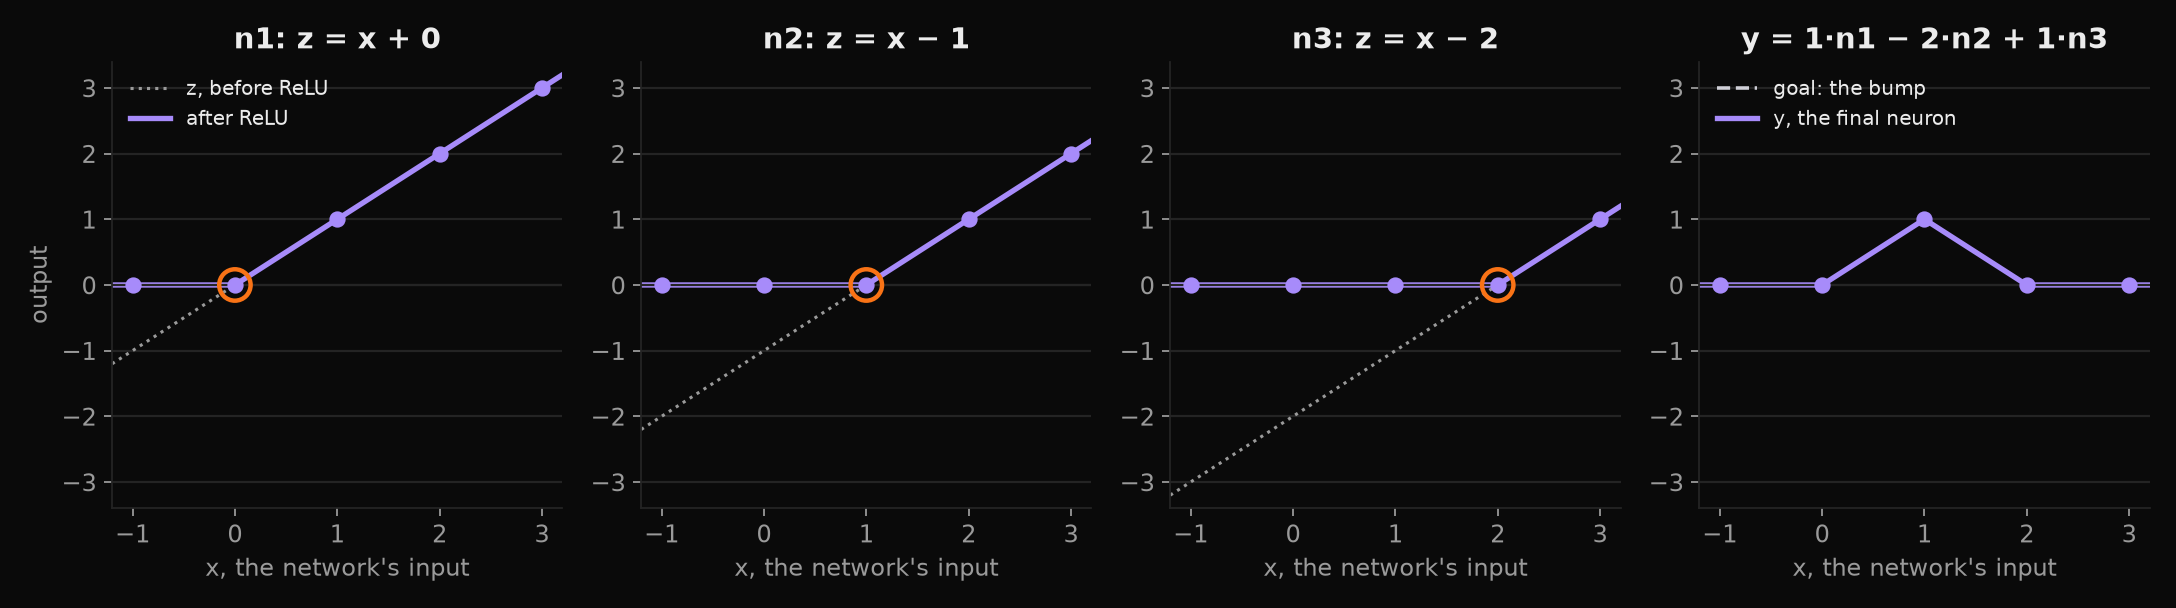 n1: z = x + 0
z, before ReLU
after ReLU
output
3
2
1
0
−1
−2
−3
−1 0 1 2 3
x, the network's input
n2: z = x − 1
3
2
1
0
−1
−2
−3
−1 0 1 2 3
x, the network's input
n3: z = x − 2
3
2
1
0
−1
−2
−3
−1 0 1 2 3
x, the network's input
y = 1·n1 − 2·n2 + 1·n3
goal: the bump
y, the final neuron
3
2
1
0
−1
−2
−3
−1 0 1 2 3
x, the network's input